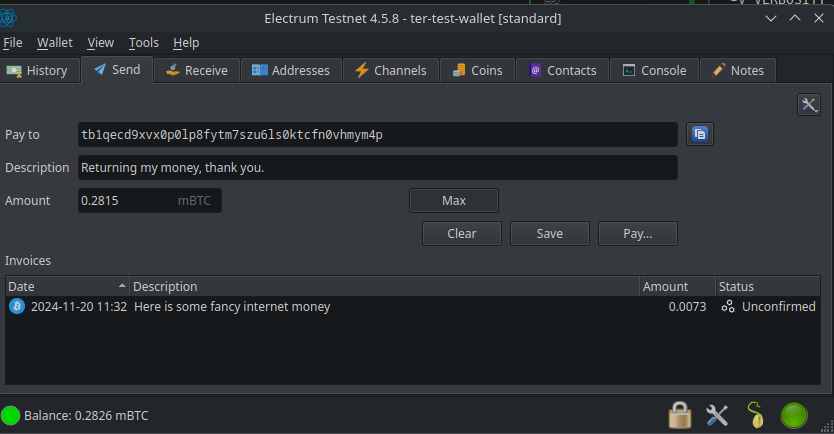 -V VERBOSITY
Electrum Testnet 4.5.8 - ter-test-wallet [standard]
File Wallet View Tools Help
History Send Receive Addresses Channels Coins Contacts Console Notes
Pay to tb1qecd9xvx0p0lp8fytm7szu6ls0ktcfn0vhmym4p
Description Returning my money, thank you.
Amount 0.2815 mBTC Max
Clear Save Pay...
Invoices
Date Description Amount Status
2024-11-20 11:32 Here is some fancy internet money 0.0073 Unconfirmed
Balance: 0.2826 mBTC